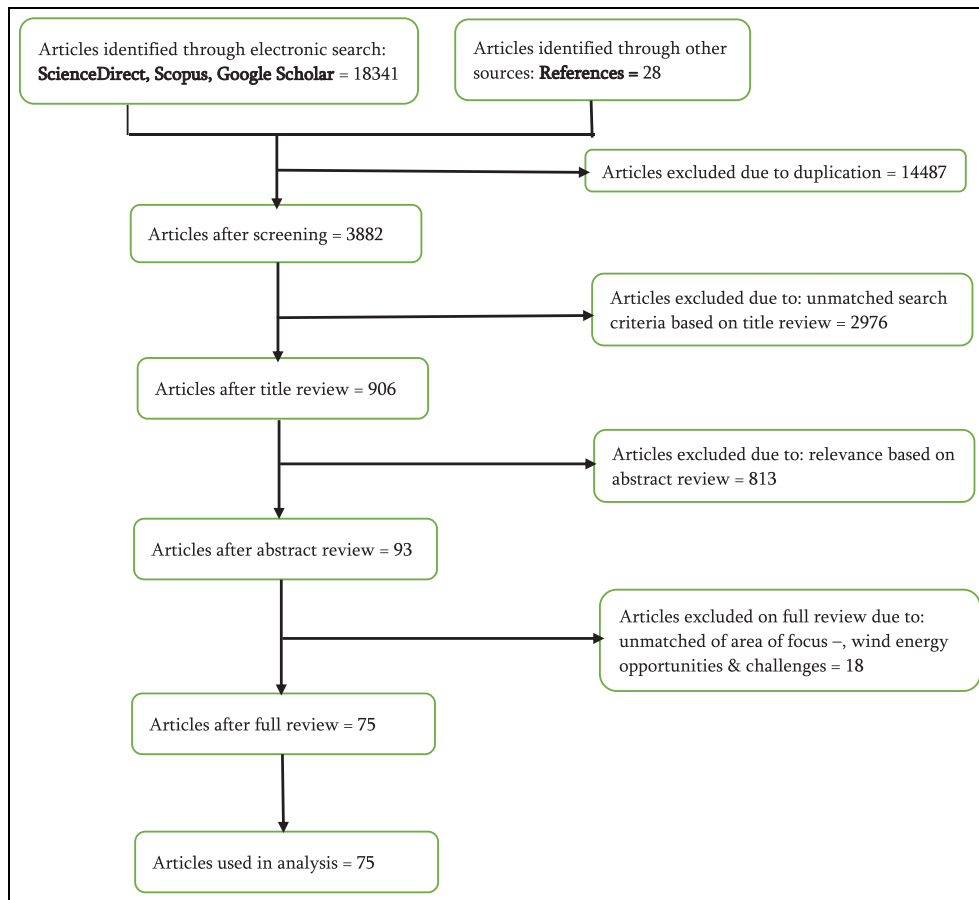 Articles identified through electronic search:
ScienceDirect, Scopus, Google Scholar = 18341
Articles identified through other
sources: References = 28
Articles excluded due to duplication = 14487
Articles after screening = 3882
Articles excluded due to: unmatched search
criteria based on title review = 2976
Articles after title review = 906
Articles excluded due to: relevance based on
abstract review = 813
Articles after abstract review = 93
Articles excluded on full review due to:
unmatched of area of focus –, wind energy
opportunities & challenges = 18
Articles after full review = 75
Articles used in analysis = 75